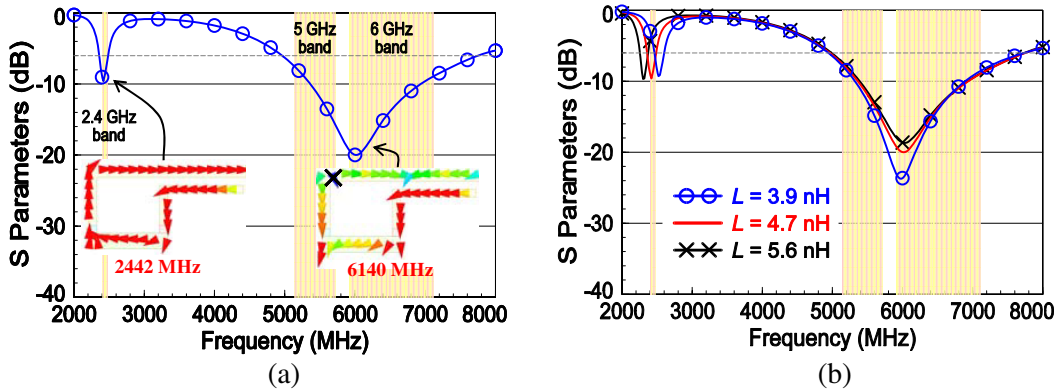 0
-10
-20
-30
-40
S Parameters (dB)
2.4 GHz
band
5 GHz
band
6 GHz
band
2442 MHz
6140 MHz
2000 3000 4000 5000 6000 7000 8000
Frequency (MHz)
(a)
0
-10
-20
-30
-40
S Parameters (dB)
L = 3.9 nH
L = 4.7 nH
L = 5.6 nH
2000 3000 4000 5000 6000 7000 8000
Frequency (MHz)
(b)